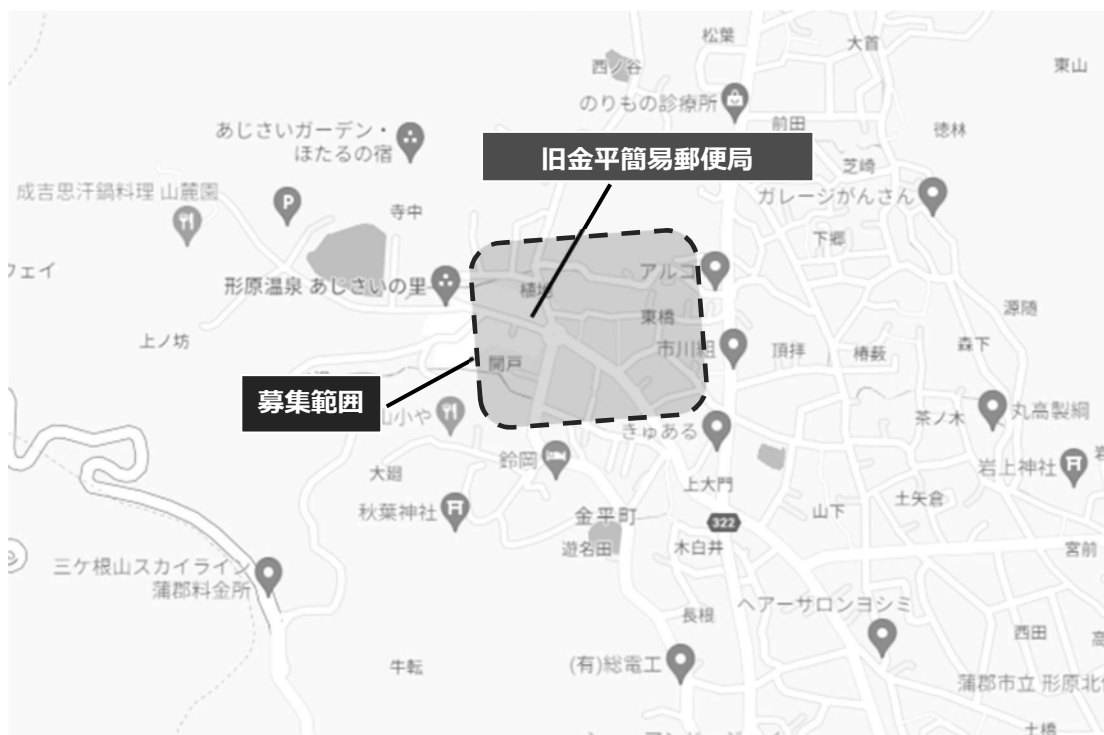 松葉
大首
西ノ谷
東山
のりもの診療所
前田
徳林
あじさいガーデン・
ほたるの宿
旧金平簡易郵便局
芝崎
成吉思汗鍋料理 山麓園
P
ガレージがんさん
寺中
下郷
ウェイ
アルコ
形原温泉 あじさいの里
植地
源随
東橋
上ノ坊
市川組
頂拝
椿薮
森下
開戸
募集範囲
山小や
茶ノ木
丸高製綱
きゅある
鈴岡
岩上神社
大廻
上大門
土矢倉
秋葉神社
金平町
322
山下
遊名田
木白井
宮前
三ケ根山スカイライン
蒲郡料金所
長根
ヘアーサロンヨシミ
西田
牛転
(有)総電工
蒲郡市立 形原北
土橋